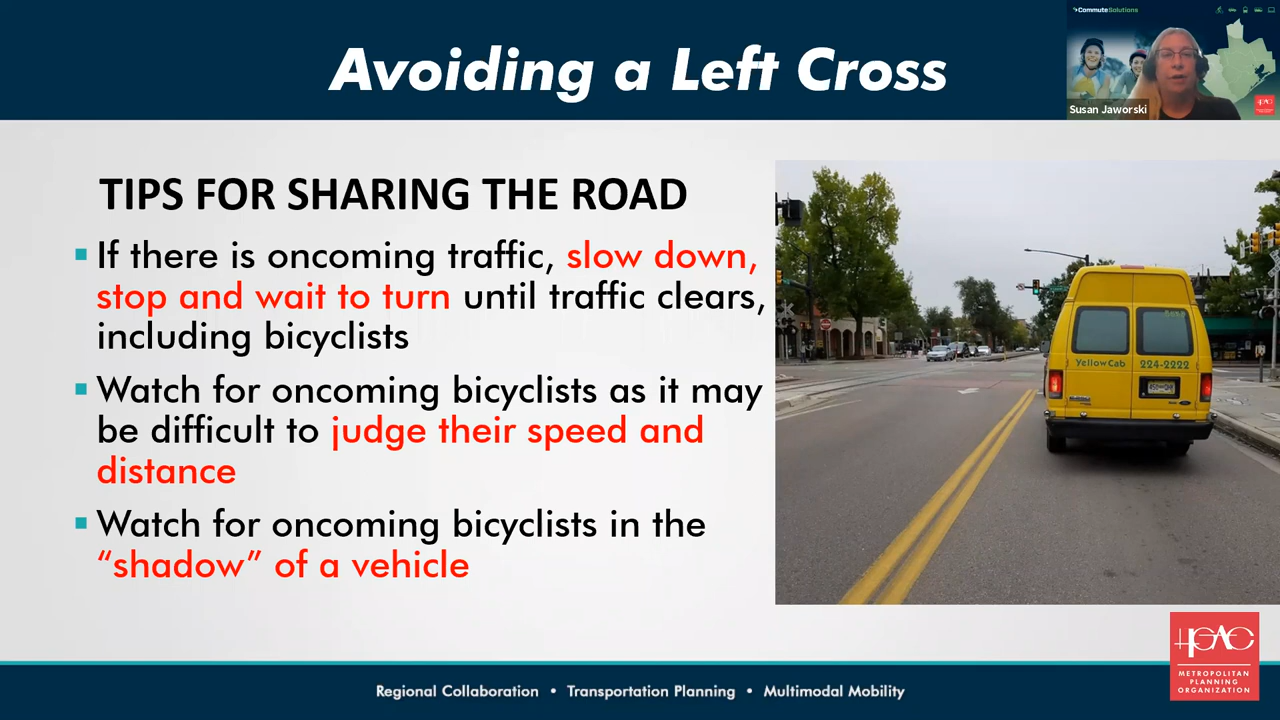 Avoiding a Left Cross
CommuteSolutions
Susan Jaworski
TIPS FOR SHARING THE ROAD
If there is oncoming traffic, slow down,
stop and wait to turn until traffic clears,
including bicyclists
Watch for oncoming bicyclists as it may
be difficult to judge their speed and
distance
Watch for oncoming bicyclists in the
“shadow” of a vehicle
YellowCab 224-2222
HGAC
METROPOLITAN
PLANNING
ORGANIZATION
Regional Collaboration • Transportation Planning • Multimodal Mobility